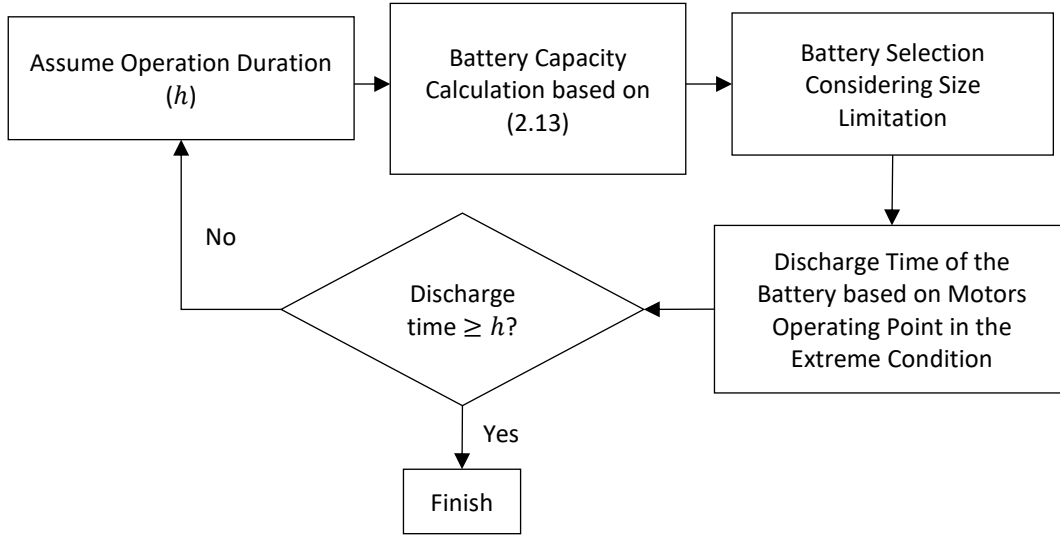 Assume Operation Duration
(ℎ)
Battery Capacity
Calculation based on
(2.13)
Battery Selection
Considering Size
Limitation
Discharge Time of the
Battery based on Motors
Operating Point in the
Extreme Condition
Discharge
time ≥ ℎ?
No
Yes
Finish